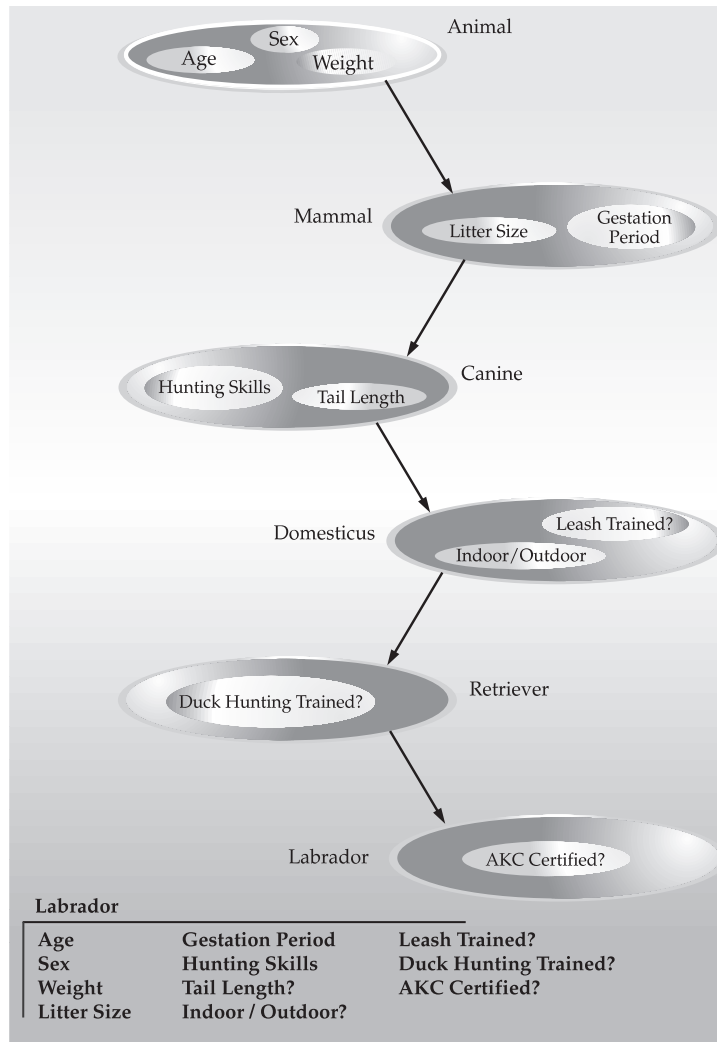 Animal
Sex
Age
Weight
Mammal
Litter Size
Gestation
Period
Canine
Hunting Skills
Tail Length
Domesticus
Leash Trained?
Indoor/Outdoor
Retriever
Duck Hunting Trained?
Labrador
AKC Certified?
Labrador
Age Gestation Period Leash Trained?
Sex Hunting Skills Duck Hunting Trained?
Weight Tail Length? AKC Certified?
Litter Size Indoor / Outdoor?